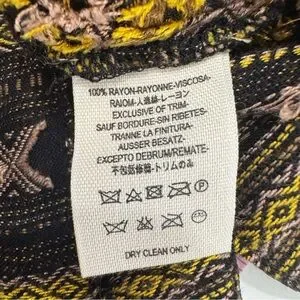 100% RAYON-RAYONNE-VISCOSA-
RAION-人造絲-レーヨン
EXCLUSIVE OF TRIM-
SAUF BORDURE-SIN RIBETES-
TRANNE LA FINITURA-
AUSSER BESATZ.
EXCEPTO DEBRUM/REMATE-
不包括修飾-トリムのみ
DRY CLEAN ONLY